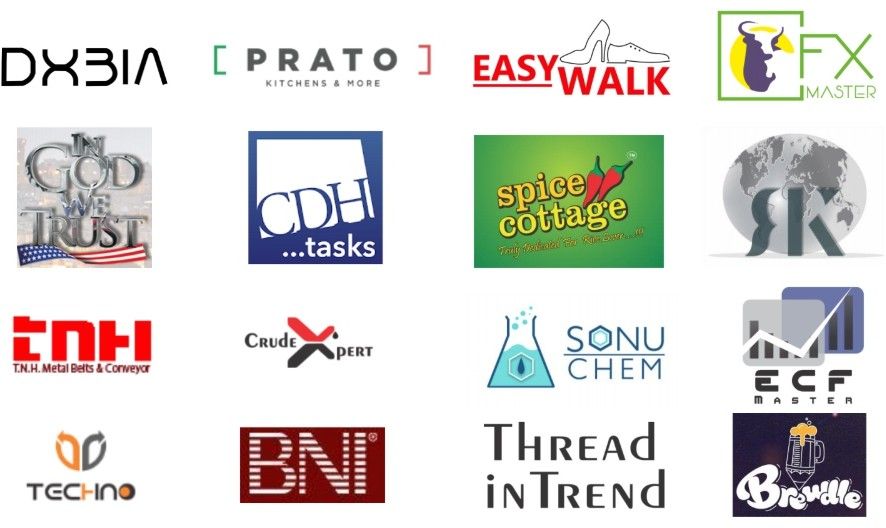 DXBIA
[ PRATO ]
KITCHENS & MORE
EASY
WALK
FX
MASTER
IN
GOD
WE
TRUST
CDH
...tasks
spice
cottage
TM
RK
TNH
T.N.H. Metal Belts & Conveyor
CRUDE
XPERT
SONU
CHEM
ECF
MASTER
TECHNO
BNI®
THREAD
INTREND
Brewdle